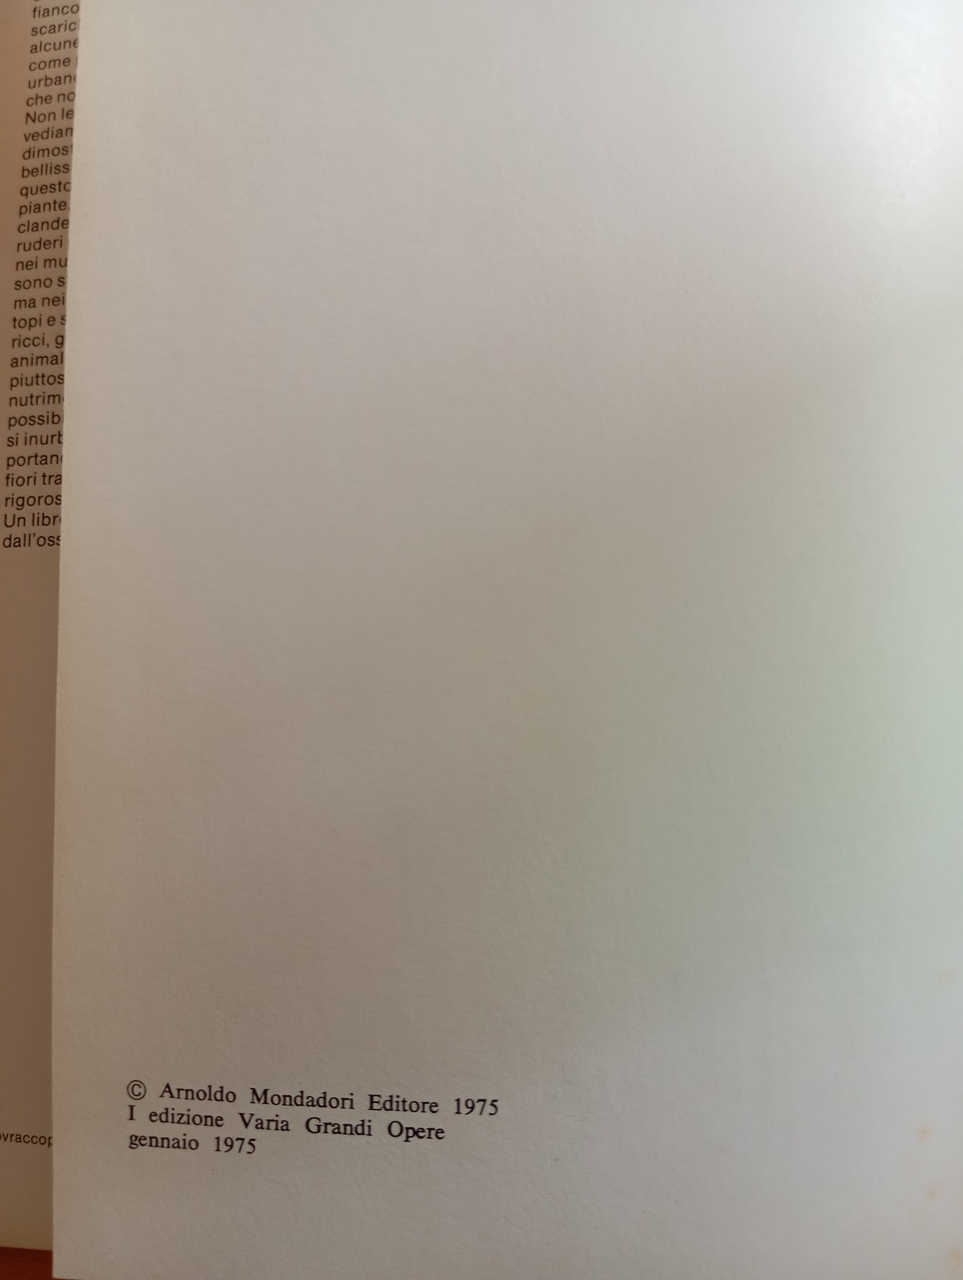 fianco
scaric
alcune
come
urban
che no
Non le
vedian
dimos
belliss
questo
piante
clande
ruderi
nei mu
sono s
ma nei
topi e s
ricci, g
animal
piuttos
nutrim
possib
si inurb
portan
fiori tra
rigoros
Un libr
dall'oss
vraccop
© Arnoldo Mondadori Editore 1975
I edizione Varia Grandi Opere
gennaio 1975